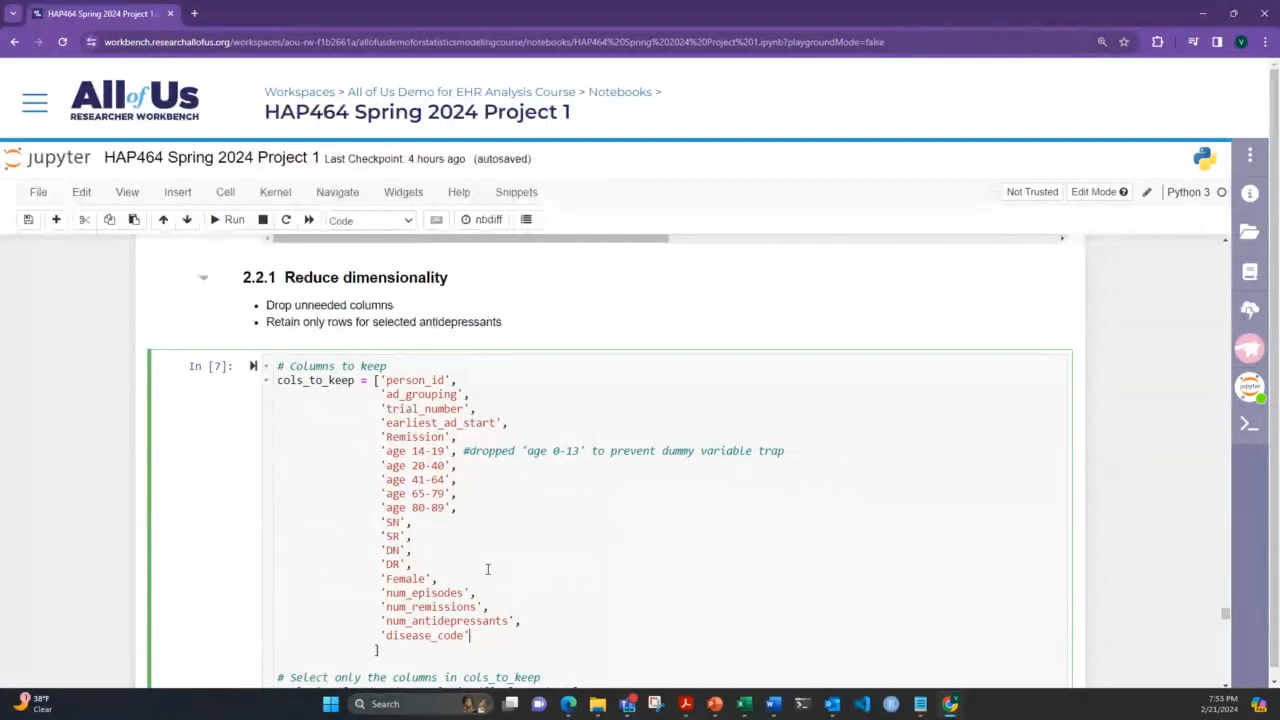 HAP464 Spring 2024 Project 1
workbench.researchallofus.org/workspaces/aou-rw-f1b2661a/allofusdemoforstatisticsmodelingcourse/notebooks/HAP464%20Spring%202024%20Project%201.ipynb?playgroundMode=false
V
All of Us
RESEARCHER WORKBENCH
Workspaces > All of Us Demo for EHR Analysis Course > Notebooks >
HAP464 Spring 2024 Project 1
jupyter HAP464 Spring 2024 Project 1 Last Checkpoint: 4 hours ago (autosaved)
File Edit View Insert Cell Kernel Navigate Widgets Help Snippets
Not Trusted Edit Mode Python 3
Run Code nbdiff
2.2.1 Reduce dimensionality
• Drop unneeded columns
• Retain only rows for selected antidepressants
In [7]: # Columns to keep
cols_to_keep = ['person_id',
'ad_grouping',
'trial_number',
'earliest_ad_start',
'Remission',
'age 14-19', #dropped 'age 0-13' to prevent dummy variable trap
'age 20-40',
'age 41-64',
'age 65-79',
'age 80-89',
'SN',
'SR',
'DN',
'DR',
'Female',
'num_episodes',
'num_remissions',
'num_antidepressants',
'disease_code'
]
# Select only the columns in cols_to_keep
38°F
Clear
Search
7:53 PM
2/21/2024